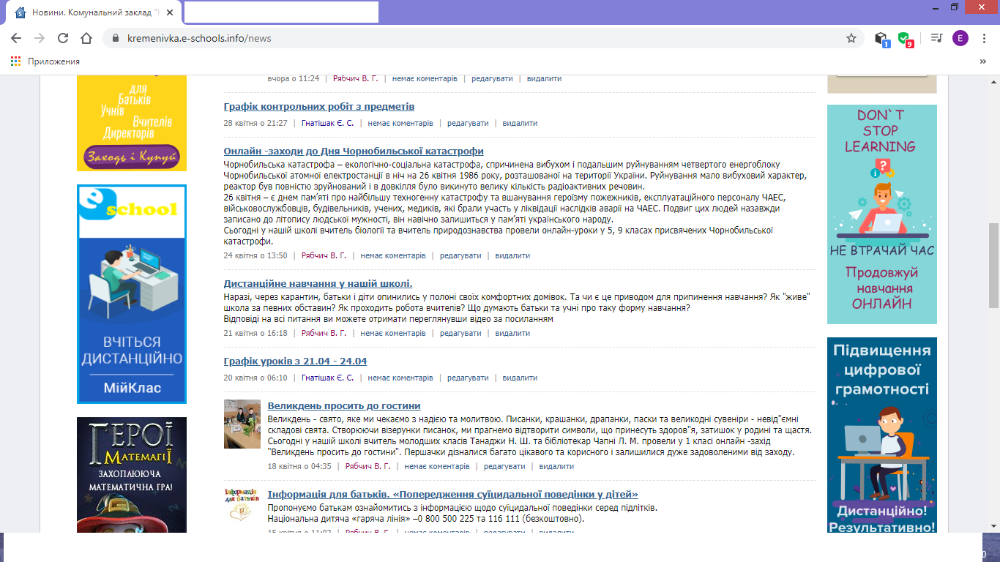 Новини. Комунальний заклад "К
kremenivka.e-schools.info/news
1
9
E
Приложения
для
Батьків
Учнів
Вчителів
Директорів
Заходь і Купуй
e school
ВЧІТЬСЯ
ДИСТАНЦІЙНО
МійКлас
ГЕРОЇ
МАТЕМАГІЇ
ЗАХОПЛЮЮЧА
МАТЕМАТИЧНА ГРА!
вчора о 11:24 | Рябчич В. Г. | немає коментарів | редагувати | видалити
Графік контрольних робіт з предметів
28 квітня о 21:27 | Гнатішак Є. С. | немає коментарів | редагувати | видалити
Онлайн -заходи до Дня Чорнобильської катастрофи
Чорнобильська катастрофа – екологічно-соціальна катастрофа, спричинена вибухом і подальшим руйнуванням четвертого енергоблоку
Чорнобильської атомної електростанції в ніч на 26 квітня 1986 року, розташованої на території України. Руйнування мало вибуховий характер,
реактор був повністю зруйнований і в довкілля було викинуто велику кількість радіоактивних речовин.
26 квітня – є днем пам’яті про найбільшу техногенну катастрофу та вшанування героїзму пожежників, експлуатаційного персоналу ЧАЕС,
військовослужбовців, будівельників, учених, медиків, які брали участь у ліквідації наслідків аварії на ЧАЕС. Подвиг цих людей назавжди
записано до літопису людської мужності, він навічно залишиться у пам’яті українського народу.
Сьогодні у нашій школі вчитель біології та вчитель природознавства провели онлайн-уроки у 5, 9 класах присвячених Чорнобильської
катастрофи.
24 квітня о 13:50 | Рябчич В. Г. | немає коментарів | редагувати | видалити
Дистанційне навчання у нашій школі.
Наразі, через карантин, батьки і діти опинились у полоні своїх комфортних домівок. Та чи є це приводом для припинення навчання? Як "живе"
школа за певних обставин? Як проходить робота вчителів? Що думають батьки та учні про таку форму навчання?
Відповіді на всі питання ви можете отримати переглянувши відео за посиланням
21 квітня о 16:18 | Рябчич В. Г. | немає коментарів | редагувати | видалити
Графік уроків з 21.04 - 24.04
20 квітня о 06:10 | Гнатішак Є. С. | немає коментарів | редагувати | видалити
Великдень просить до гостини
Великдень - свято, яке ми чекаємо з надією та молитвою. Писанки, крашанки, драпанки, паски та великодні сувеніри - невід"ємні
складові свята. Створюючи візерунки писанок, ми прагнемо відтворити символи, що принесуть здоров"я, затишок у родині та щастя.
Сьогодні у нашій школі вчитель молодших класів Танаджи Н. Ш. та бібліотекар Чапні Л. М. провели у 1 класі онлайн -захід
"Великдень просить до гостини". Першачки дізналися багато цікавого та корисного і залишилися дуже задоволеними від заходу.
18 квітня о 04:35 | Рябчич В. Г. | немає коментарів | редагувати | видалити
Інформація
для батьків
Інформація для батьків. «Попередження суїцидальної поведінки у дітей»
Пропонуємо батькам ознайомитись з інформацією щодо суїцидальної поведінки серед підлітків.
Національна дитяча «гаряча лінія» –0 800 500 225 та 116 111 (безкоштовно).
15 квітня о 11:02 | Рябчич В. Г. | немає коментарів | редагувати | видалити
DON`T
STOP
LEARNING
НЕ ВТРАЧАЙ ЧАС
Продовжуй
навчання
ОНЛАЙН
Підвищення
цифрової
грамотності
Дистанційно!
Результативно!
0